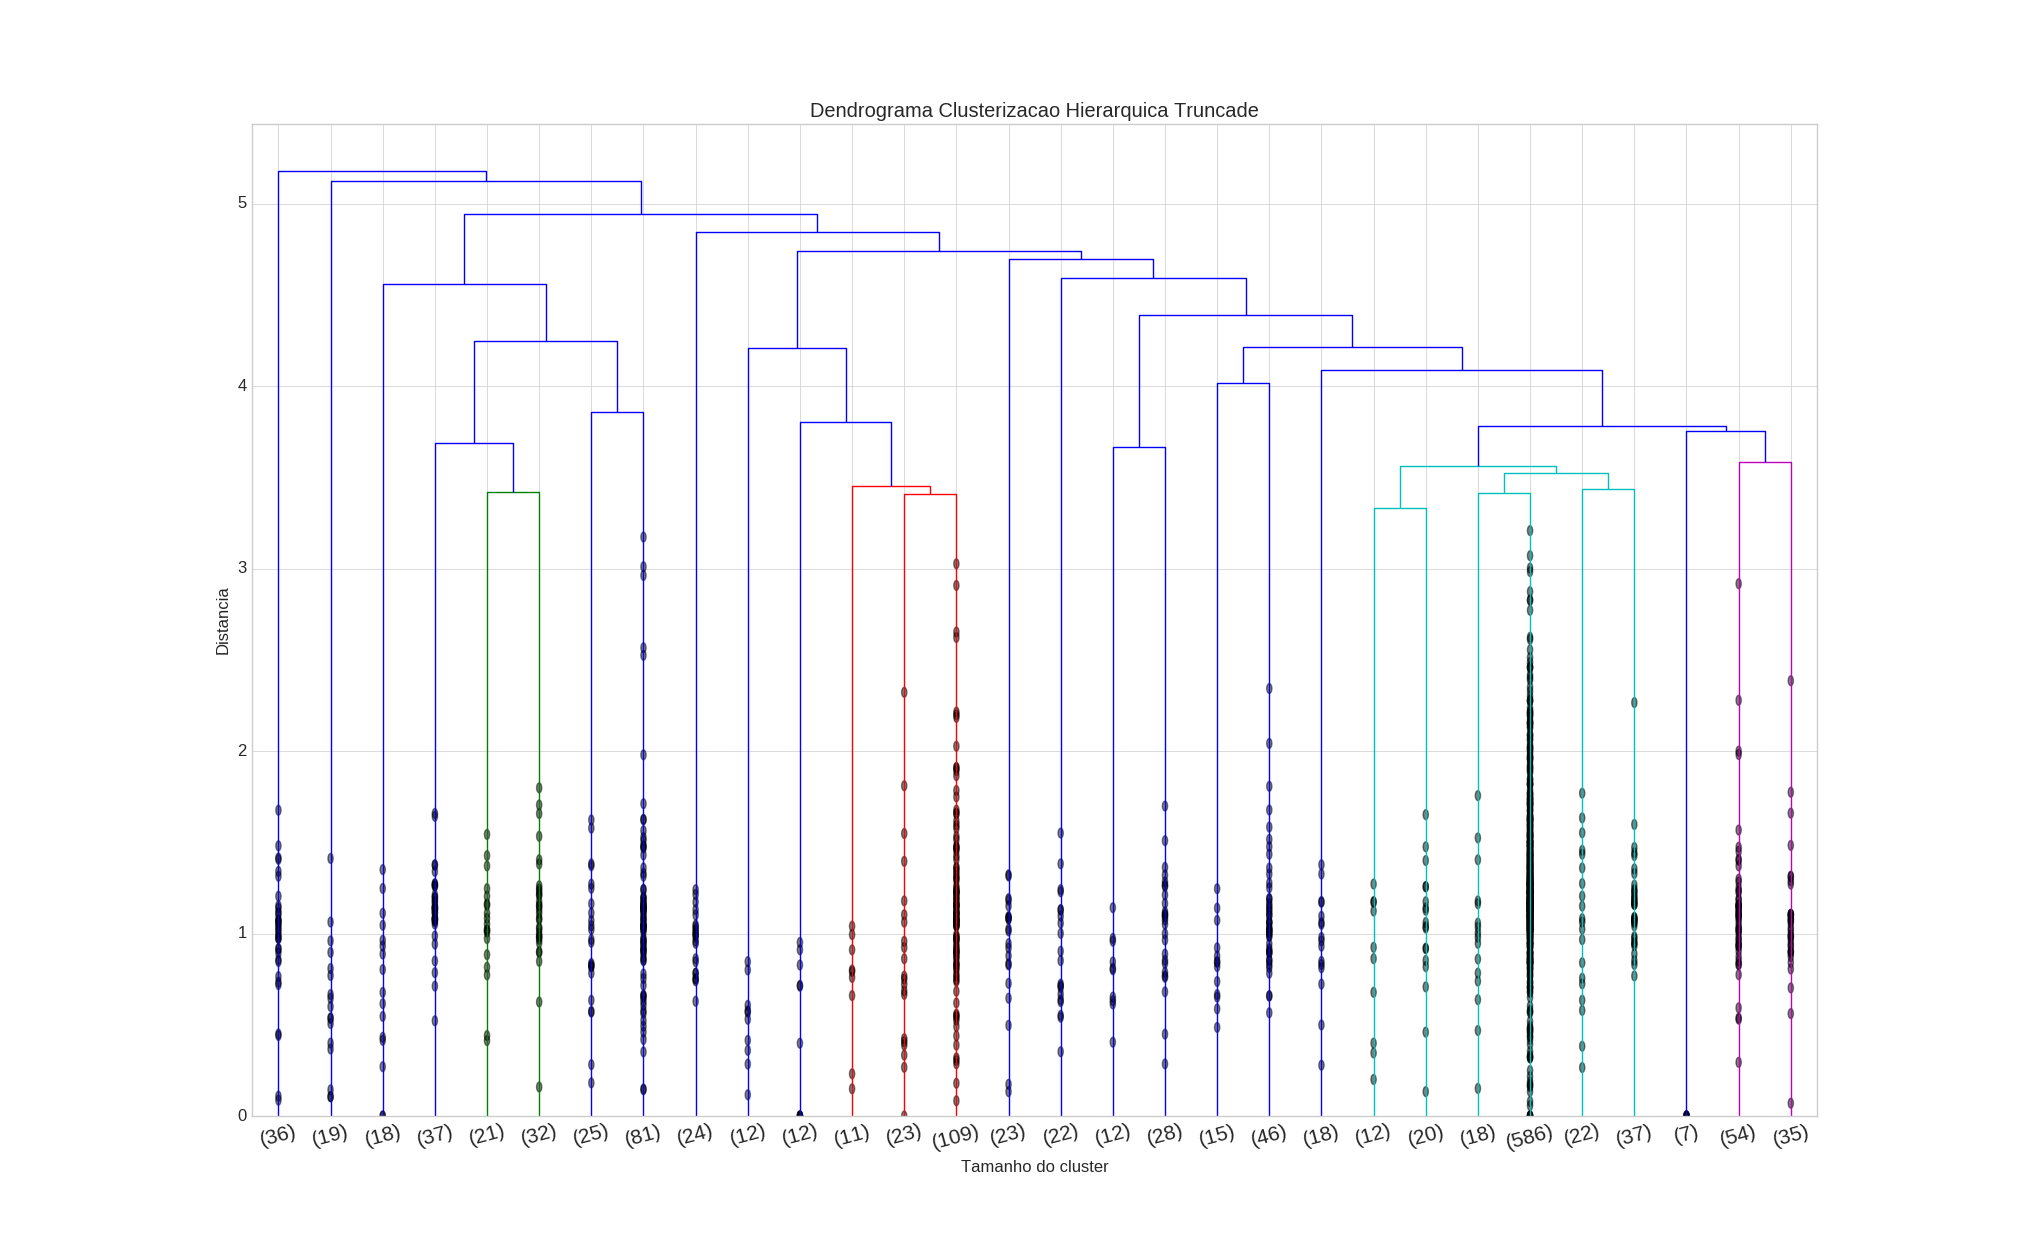 Dendrograma Clusterizacao Hierarquica Truncade
5
4
3
2
1
0
Distancia
(36) (19) (18) (37) (21) (32) (25) (81) (24) (12) (12) (11) (23) (109) (23) (22) (12) (28) (15) (46) (18) (12) (20) (18) (586) (22) (37) (7) (54) (35)
Tamanho do cluster